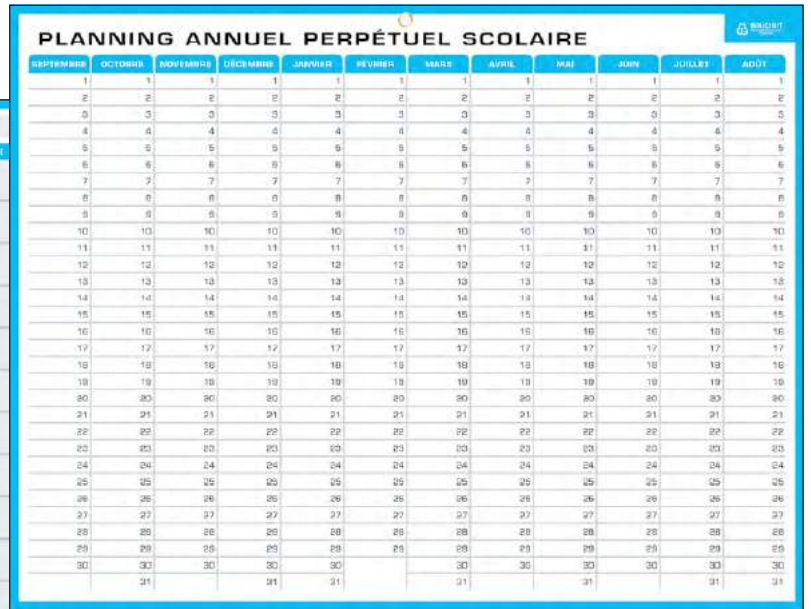 PLANNING ANNUEL PERPÉTUEL SCOLAIRE
SEPTEMBRE OCTOBRE NOVEMBRE DÉCEMBRE JANVIER FÉVRIER MARS AVRIL MAI JUIN JUILLET AOÛT
1 1 1 1 1 1 1 1 1 1 1 1
2 2 2 2 2 2 2 2 2 2 2 2
3 3 3 3 3 3 3 3 3 3 3 3
4 4 4 4 4 4 4 4 4 4 4 4
5 5 5 5 5 5 5 5 5 5 5 5
6 6 6 6 6 6 6 6 6 6 6 6
7 7 7 7 7 7 7 7 7 7 7 7
8 8 8 8 8 8 8 8 8 8 8 8
9 9 9 9 9 9 9 9 9 9 9 9
10 10 10 10 10 10 10 10 10 10 10 10
11 11 11 11 11 11 11 11 11 11 11 11
12 12 12 12 12 12 12 12 12 12 12 12
13 13 13 13 13 13 13 13 13 13 13 13
14 14 14 14 14 14 14 14 14 14 14 14
15 15 15 15 15 15 15 15 15 15 15 15
16 16 16 16 16 16 16 16 16 16 16 16
17 17 17 17 17 17 17 17 17 17 17 17
18 18 18 18 18 18 18 18 18 18 18 18
19 19 19 19 19 19 19 19 19 19 19 19
20 20 20 20 20 20 20 20 20 20 20 20
21 21 21 21 21 21 21 21 21 21 21 21
22 22 22 22 22 22 22 22 22 22 22 22
23 23 23 23 23 23 23 23 23 23 23 23
24 24 24 24 24 24 24 24 24 24 24 24
25 25 25 25 25 25 25 25 25 25 25 25
26 26 26 26 26 26 26 26 26 26 26 26
27 27 27 27 27 27 27 27 27 27 27 27
28 28 28 28 28 28 28 28 28 28 28 28
29 29 29 29 29 29 29 29 29 29 29 29
30 30 30 30 30 30 30 30 30 30 30
31 31 31 31 31 31 31